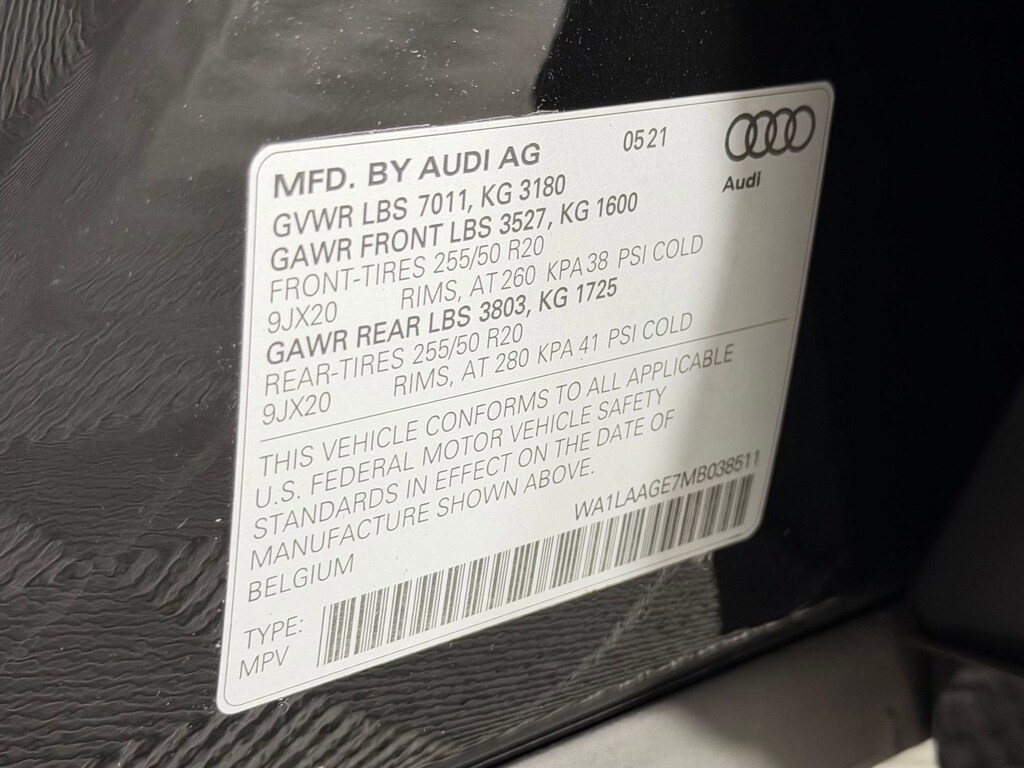 MFD. BY AUDI AG 05 21
Audi
GVWR LBS 7011, KG 3180
GAWR FRONT LBS 3527, KG 1600
FRONT-TIRES 255/50 R20
9JX20 RIMS, AT 260 KPA 38 PSI COLD
GAWR REAR LBS 3803, KG 1725
REAR-TIRES 255/50 R20
9JX20 RIMS, AT 280 KPA 41 PSI COLD
THIS VEHICLE CONFORMS TO ALL APPLICABLE
U.S. FEDERAL MOTOR VEHICLE SAFETY
STANDARDS IN EFFECT ON THE DATE OF
MANUFACTURE SHOWN ABOVE.
BELGIUM WA1LAAGE7MB038511
TYPE:
MPV